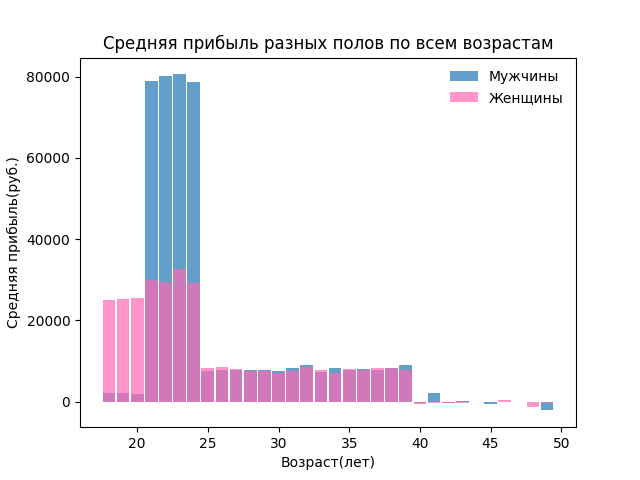 Средняя прибыль разных полов по всем возрастам
Мужчины
Женщины
Средняя прибыль(руб.)
80000
60000
40000
20000
0
20 25 30 35 40 45 50
Возраст(лет)